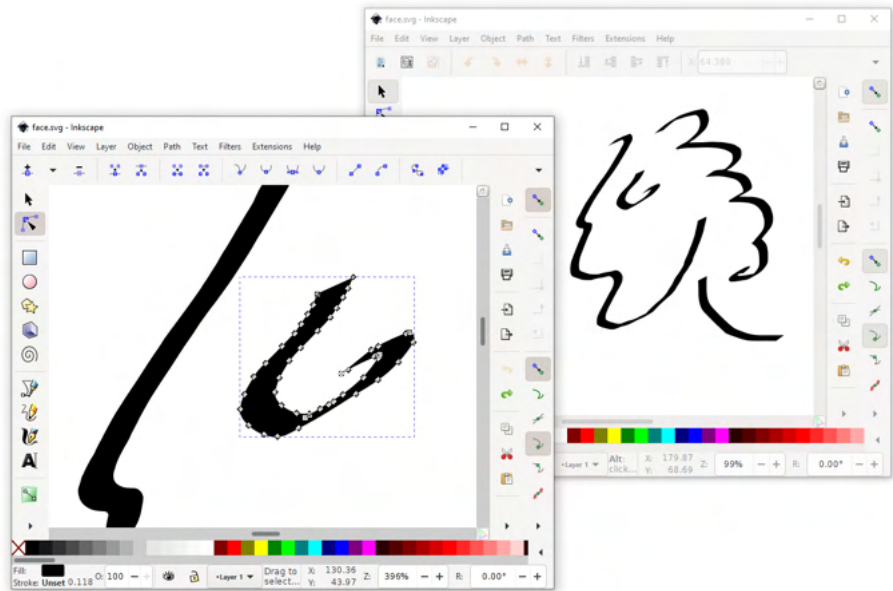 face.svg - Inkscape
File Edit View Layer Object Path Text Filters Extensions Help
X: 64.380
Layer 1
Alt:
click...
X: 179.87
Y: 68.69
Z: 99%
R: 0.00°
face.svg - Inkscape
File Edit View Layer Object Path Text Filters Extensions Help
Fill:
Stroke: Unset 0.118
O: 100
Layer 1
Drag to
select...
X: 130.36
Y: 43.97
Z: 396%
R: 0.00°